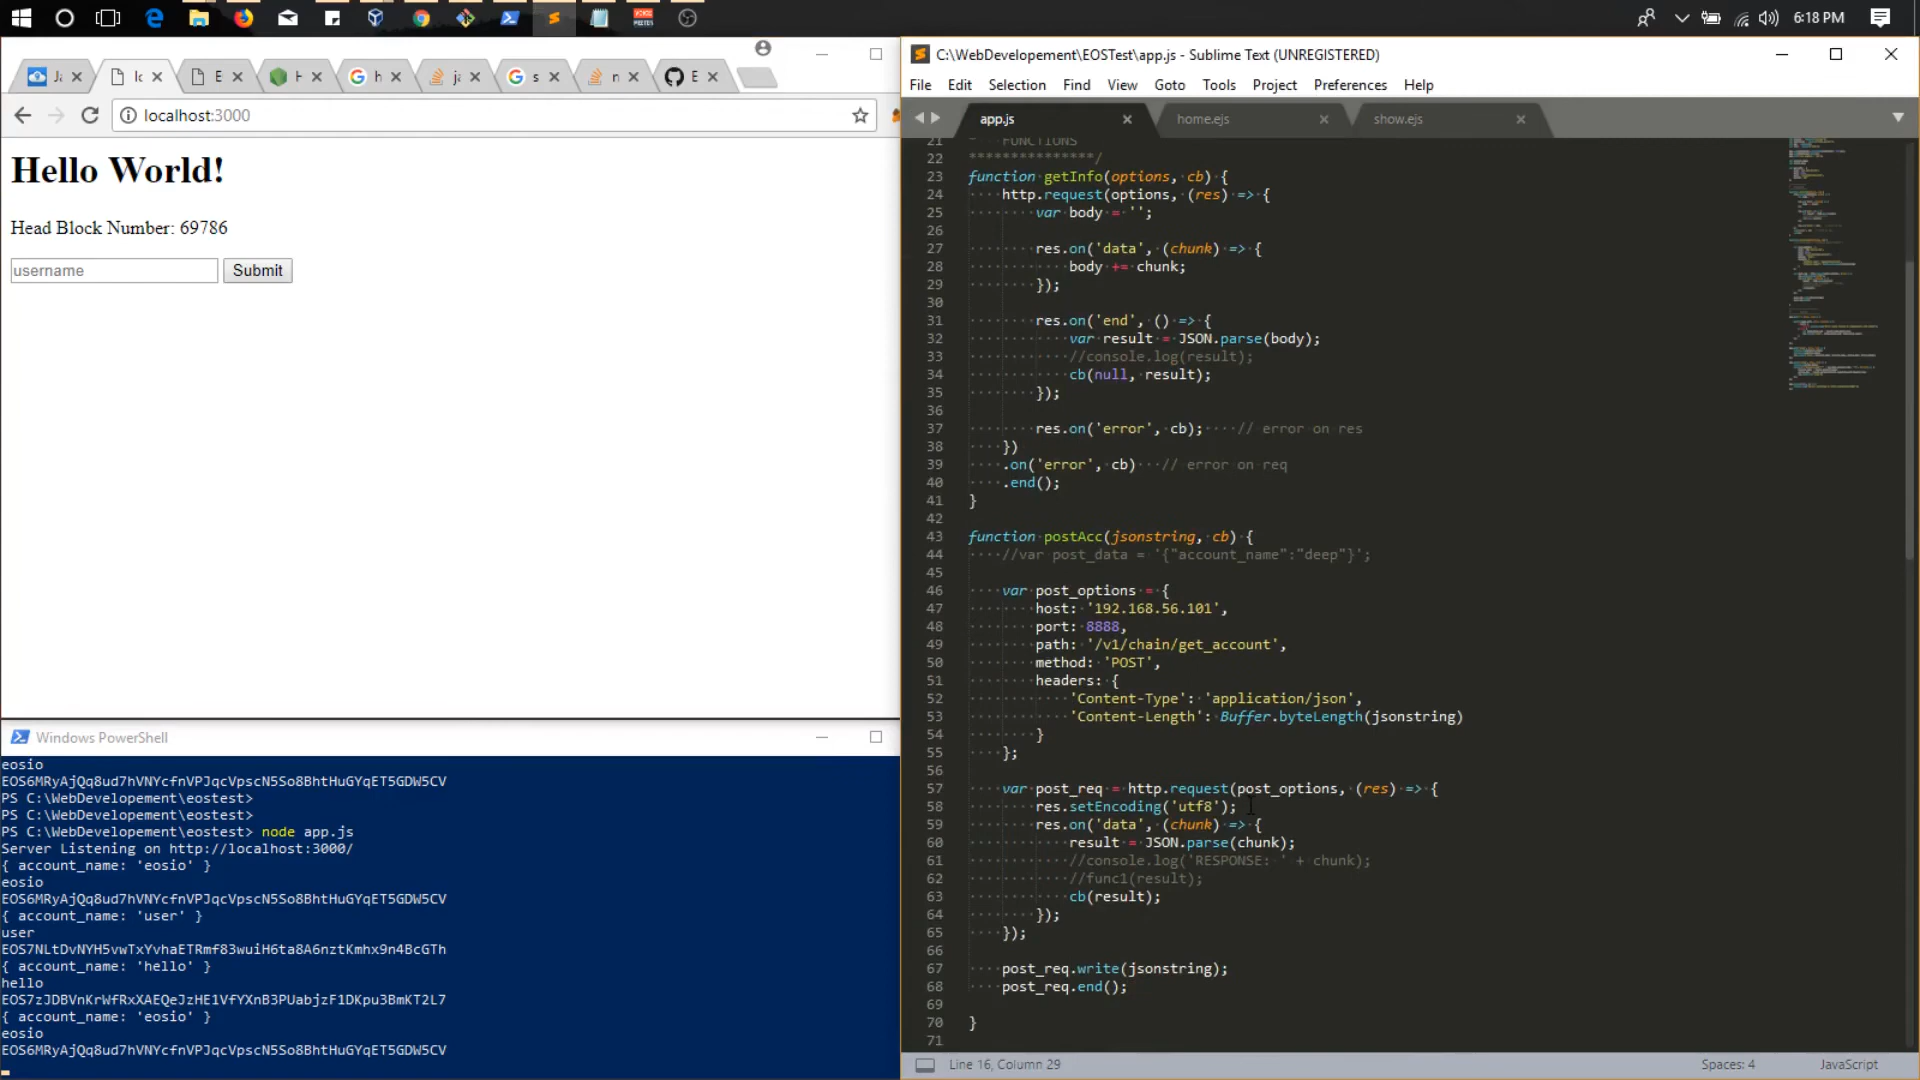 6:18 PM
localhost:3000
Hello World!
Head Block Number: 69786
username
Submit
Windows PowerShell
eosio
EOS6MRyAjQq8ud7hVNYcfnVPJqcVpscN5So8BhtHuGYqET5GDW5CV
PS C:\WebDevelopement\eostest>
PS C:\WebDevelopement\eostest>
PS C:\WebDevelopement\eostest> node app.js
Server Listening on http://localhost:3000/
{ account_name: 'eosio' }
eosio
EOS6MRyAjQq8ud7hVNYcfnVPJqcVpscN5So8BhtHuGYqET5GDW5CV
{ account_name: 'user' }
user
EOS7NLtDvNYH5vwTxYvhaETRmf83wuiH6ta8A6nztKmhx9n4BcGTh
{ account_name: 'hello' }
hello
EOS7zJDBVnKrWfRxXAEQeJzHE1VfYXnB3PUabjzF1DKpu3BmKT2L7
{ account_name: 'eosio' }
eosio
EOS6MRyAjQq8ud7hVNYcfnVPJqcVpscN5So8BhtHuGYqET5GDW5CV
C:\WebDevelopement\EOSTest\app.js - Sublime Text (UNREGISTERED)
File Edit Selection Find View Goto Tools Project Preferences Help
app.js home.ejs show.ejs
21 FUNCTIONS
22 ***************/
23 function getInfo(options, cb) {
24 http.request(options, (res) => {
25 var body = '';
26
27 res.on('data', (chunk) => {
28 body += chunk;
29 });
30
31 res.on('end', () => {
32 var result = JSON.parse(body);
33 //console.log(result);
34 cb(null, result);
35 });
36
37 res.on('error', cb); // error on res
38 })
39 .on('error', cb) // error on req
40 .end();
41 }
42
43 function postAcc(jsonstring, cb) {
44 //var post_data = '{"account_name":"deep"}';
45
46 var post_options = {
47 host: '192.168.56.101',
48 port: 8888,
49 path: '/v1/chain/get_account',
50 method: 'POST',
51 headers: {
52 'Content-Type': 'application/json',
53 'Content-Length': Buffer.byteLength(jsonstring)
54 }
55 };
56
57 var post_req = http.request(post_options, (res) => {
58 res.setEncoding('utf8');
59 res.on('data', (chunk) => {
60 result = JSON.parse(chunk);
61 //console.log('RESPONSE: ' + chunk);
62 //func1(result);
63 cb(result);
64 });
65 });
66
67 post_req.write(jsonstring);
68 post_req.end();
69
70 }
71
Line 16, Column 29
Spaces: 4
JavaScript